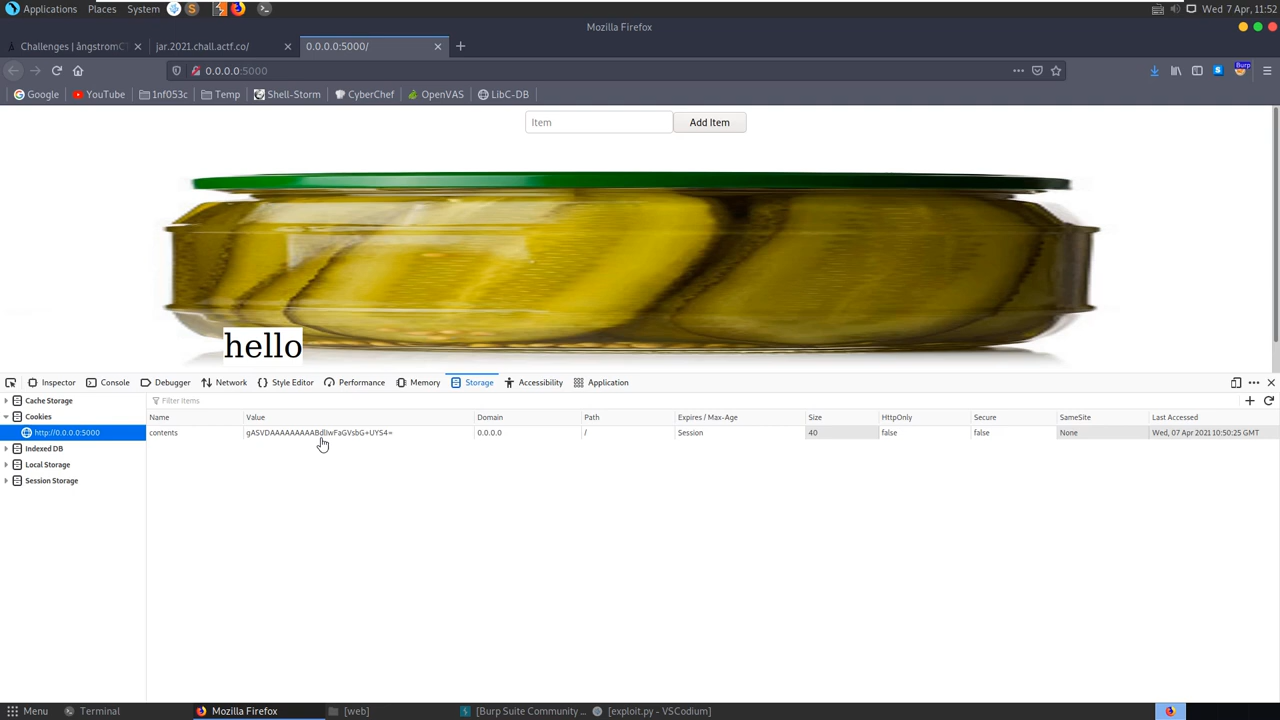 Applications Places System Wed 7 Apr, 11:52
Mozilla Firefox
Challenges | ångstromC jar.2021.chall.actf.co/ 0.0.0.0:5000/
0.0.0.0:5000 Burp
Google YouTube 1nf053c Temp Shell-Storm CyberChef OpenVAS LibC-DB
Item Add Item
hello
Inspector Console Debugger Network Style Editor Performance Memory Storage Accessibility Application
Cache Storage Filter Items
Cookies Name Value Domain Path Expires / Max-Age Size HttpOnly Secure SameSite Last Accessed
http://0.0.0.0:5000 contents 0.0.0.0 / Session 40 false false None Wed, 07 Apr 2021 10:50:25 GMT
Indexed DB
Local Storage
Session Storage
Menu Terminal Mozilla Firefox [web] [Burp Suite Community ... [exploit.py - VSCodium]